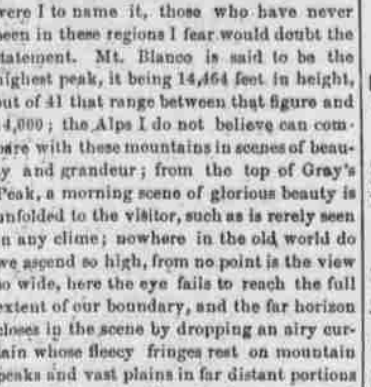 were I to name it, those who have never
been in these regions I fear would doubt the
statement. Mt. Blanco is said to be the
highest peak, it being 14,464 feet in height,
out of 41 that range between that figure and
14,000; the Alps I do not believe can com-
pare with these mountains in scenes of beau-
ty and grandeur; from the top of Gray's
Peak, a morning scene of glorious beauty is
unfolded to the visitor, such as is rerely seen
in any clime; nowhere in the old world do
we ascend so high, from no point is the view
so wide, here the eye fails to reach the full
extent of our boundary, and the far horizon
closes in the scene by dropping an airy cur-
tain whose fleecy fringes rest on mountain
peaks and vast plains in far distant portions